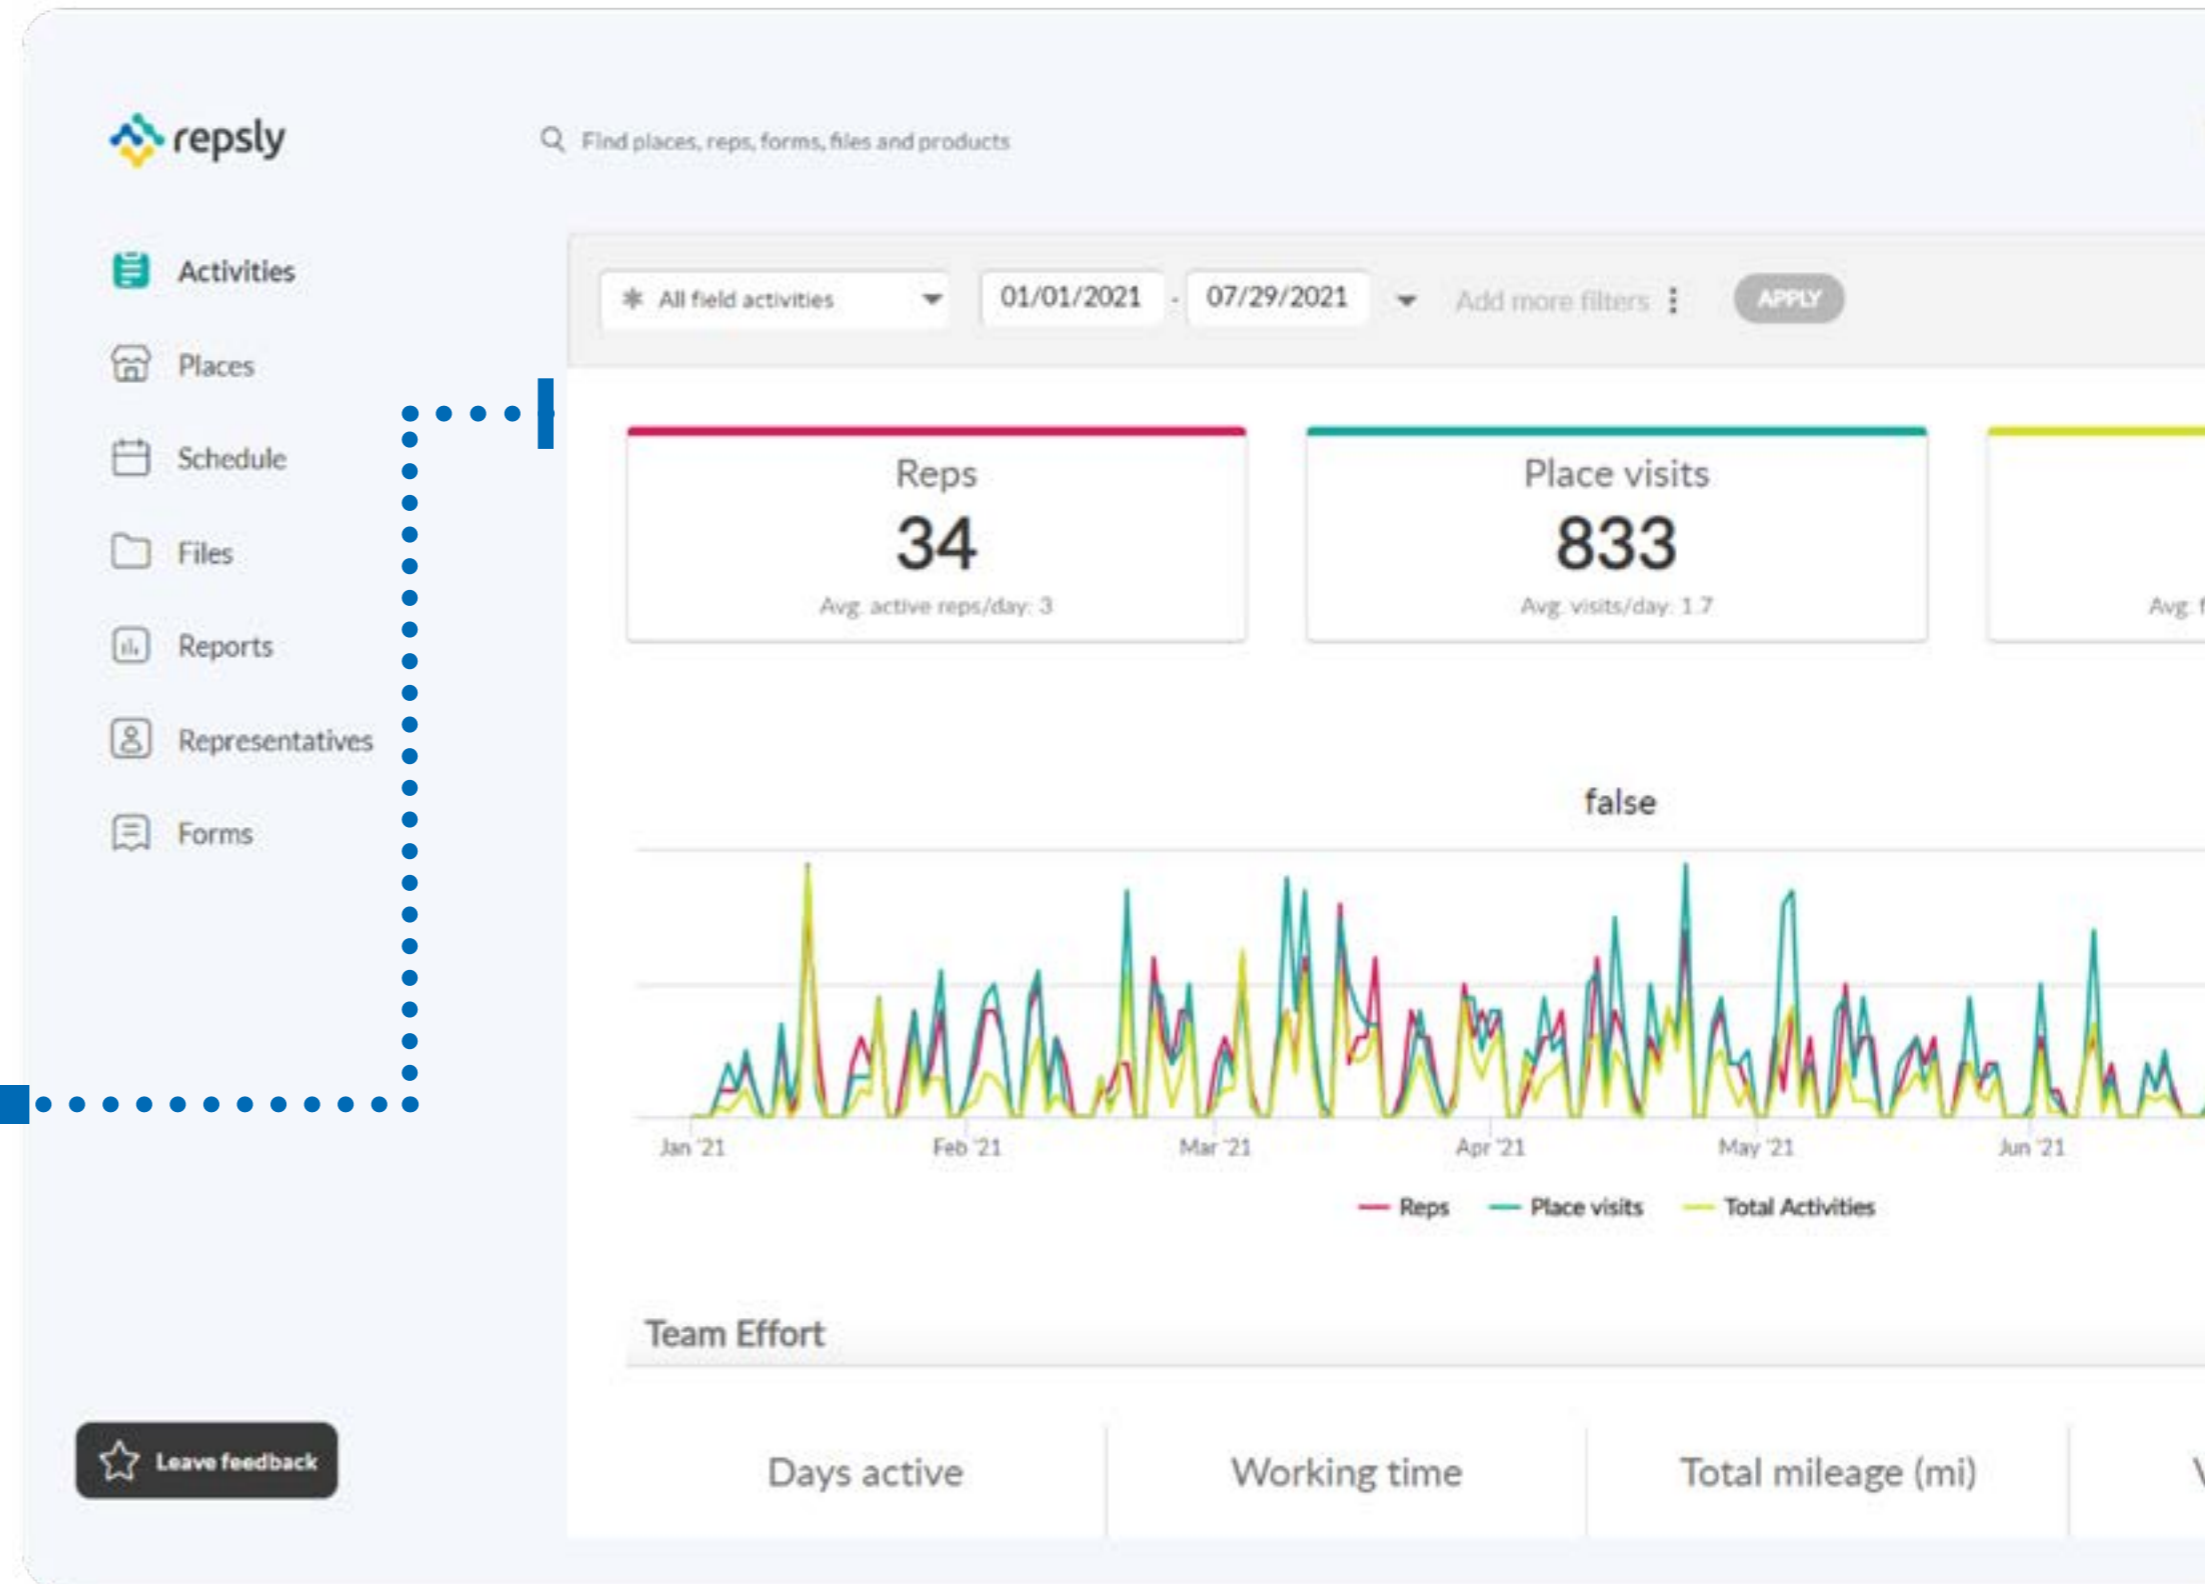 repsly
Find places, reps, forms, files and products
Activities
Places
Schedule
Files
Reports
Representatives
Forms
Leave feedback
All field activities
01/01/2021 - 07/29/2021
Add more filters
APPLY
Reps
34
Avg. active reps/day: 3
Place visits
833
Avg. visits/day: 1.7
Avg. f
false
Jan '21 Feb '21 Mar '21 Apr '21 May '21 Jun '21
Reps Place visits Total Activities
Team Effort
Days active Working time Total mileage (mi)